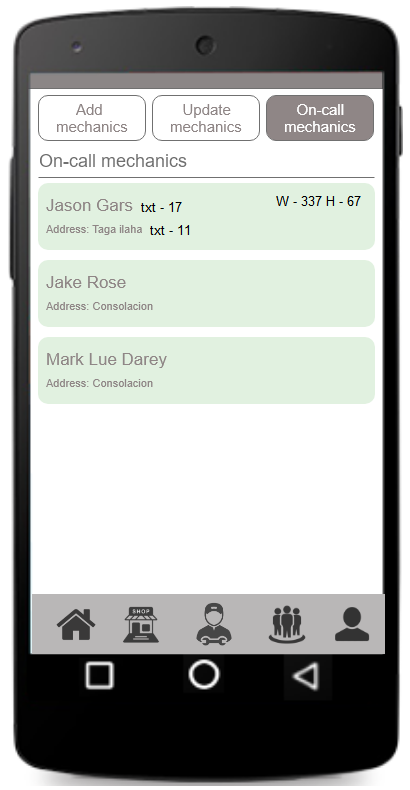 Add
mechanics
Update
mechanics
On-call
mechanics
On-call mechanics
Jason Gars txt - 17 W - 337 H - 67
Address: Taga ilaha txt - 11
Jake Rose
Address: Consolacion
Mark Lue Darey
Address: Consolacion
SHOP